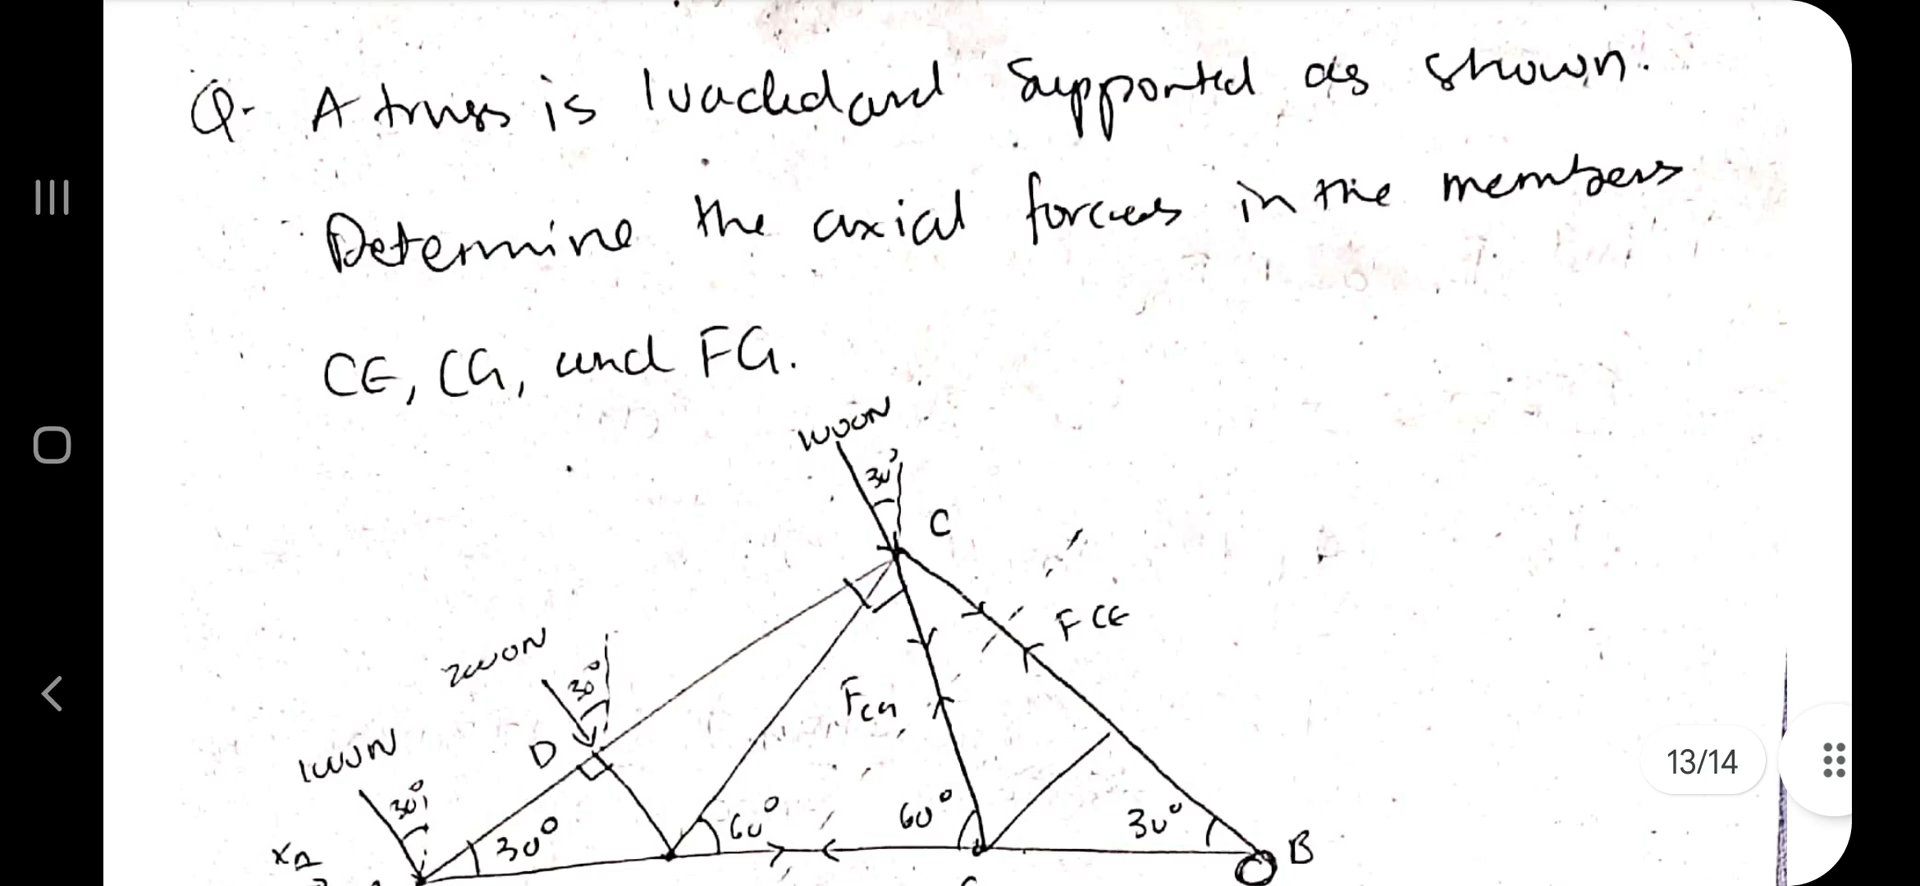 Q. A truss is loaded and supported as shown.
Determine the axial forces in the members
CE, CG, and FG.
1000N
30°
C
FCE
2000N
30°
D
FCG
1000N
30°
30°
60°
60°
30°
B
XA
13/14